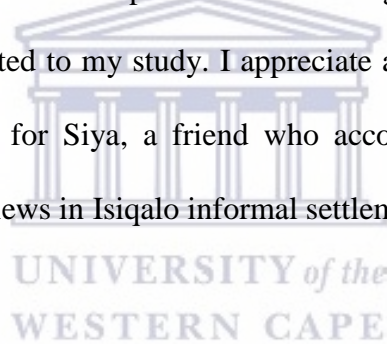 ted to my study. I appreciate a
for Siya, a friend who acco
iews in Isiqalo informal settlen
UNIVERSITY of the
WESTERN CAPE